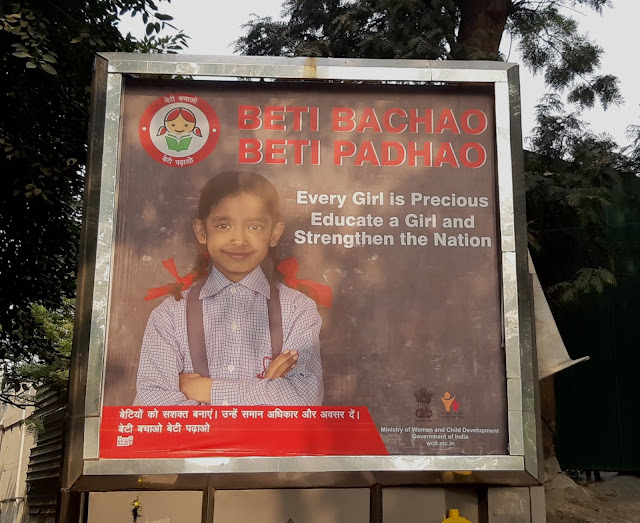 बेटी बचाओ
बेटी पढ़ाओ
BETI BACHAO
BETI PADHAO
Every Girl is Precious
Educate a Girl and
Strengthen the Nation
बेटियों को सशक्त बनाएं। उन्हें समान अधिकार और अवसर दें।
बेटी बचाओ बेटी पढ़ाओ
Ministry of Women and Child Development
Government of India
wcd.nic.in